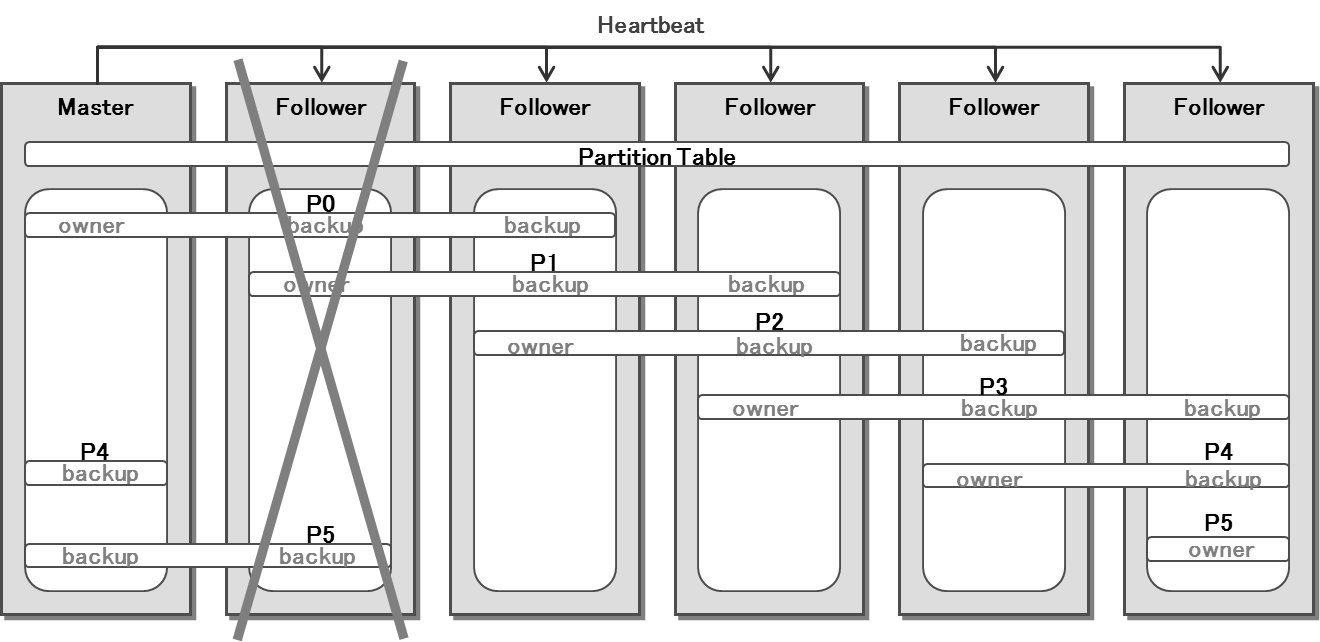 Heartbeat
Master Follower Follower Follower Follower Follower
Partition Table
P0
owner backup backup
P1
owner backup backup
P2
owner backup backup
P3
owner backup backup
P4 P4
backup owner backup
P5 P5
backup backup owner